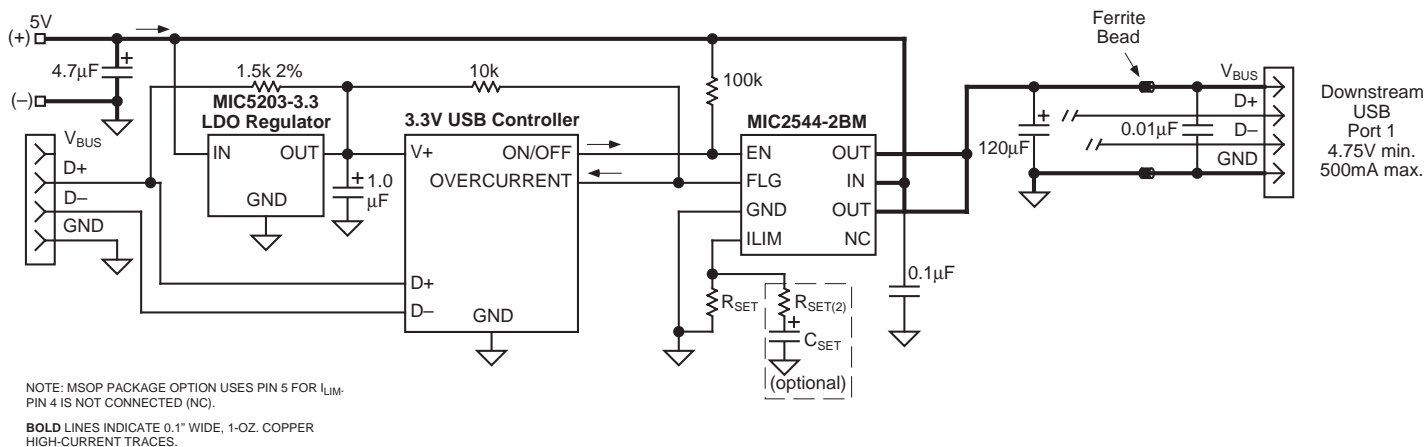 5V
(+)
(–)
4.7µF
1.5k 2%
10k
100k
MIC5203-3.3
LDO Regulator
IN
OUT
GND
1.0
µF
3.3V USB Controller
V+
ON/OFF
OVERCURRENT
D+
D–
GND
MIC2544-2BM
EN
FLG
GND
ILIM
OUT
IN
OUT
NC
VBUS
D+
D–
GND
RSET
RSET(2)
CSET
(optional)
0.1µF
120µF
Ferrite
Bead
0.01µF
VBUS
D+
D–
GND
Downstream
USB
Port 1
4.75V min.
500mA max.
NOTE: MSOP PACKAGE OPTION USES PIN 5 FOR ILIM.
PIN 4 IS NOT CONNECTED (NC).
BOLD LINES INDICATE 0.1" WIDE, 1-OZ. COPPER
HIGH-CURRENT TRACES.